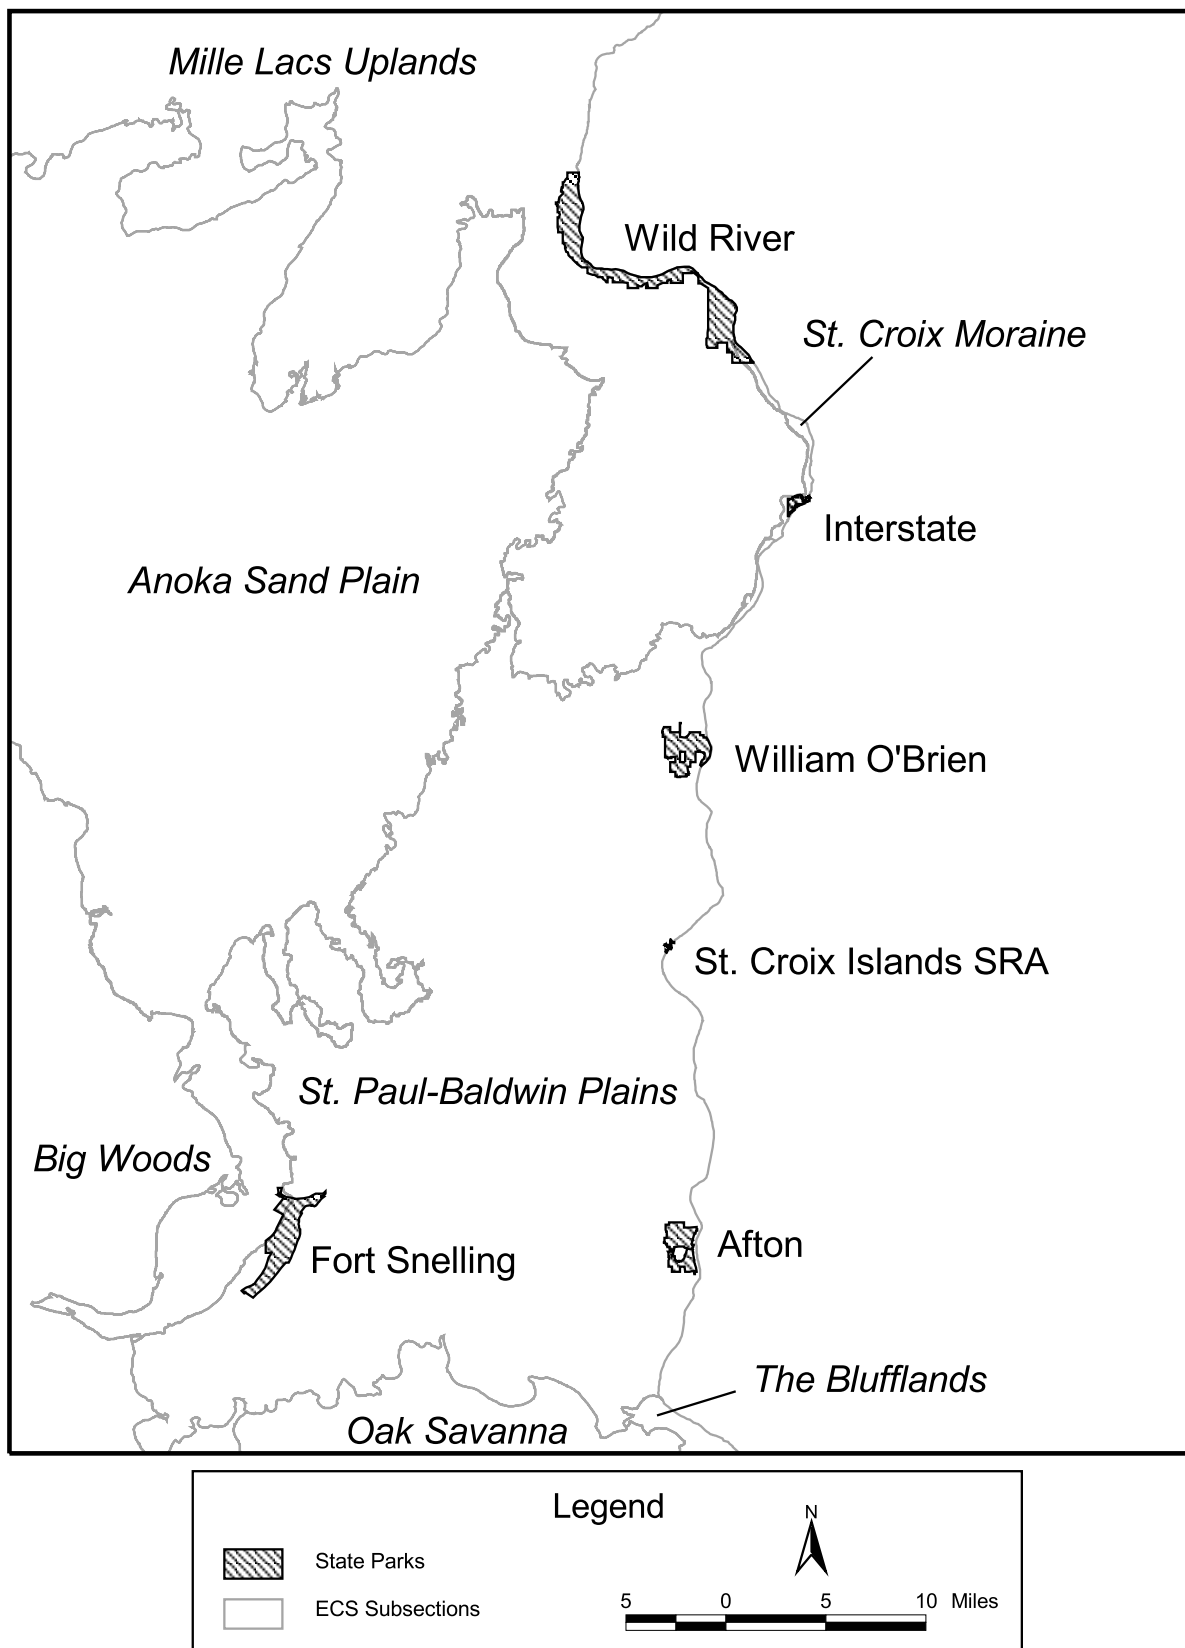 Mille Lacs Uplands
Wild River
St. Croix Moraine
Interstate
Anoka Sand Plain
William O'Brien
St. Croix Islands SRA
St. Paul-Baldwin Plains
Big Woods
Afton
Fort Snelling
The Blufflands
Oak Savanna
Legend
N
State Parks
ECS Subsections
5 0 5 10 Miles